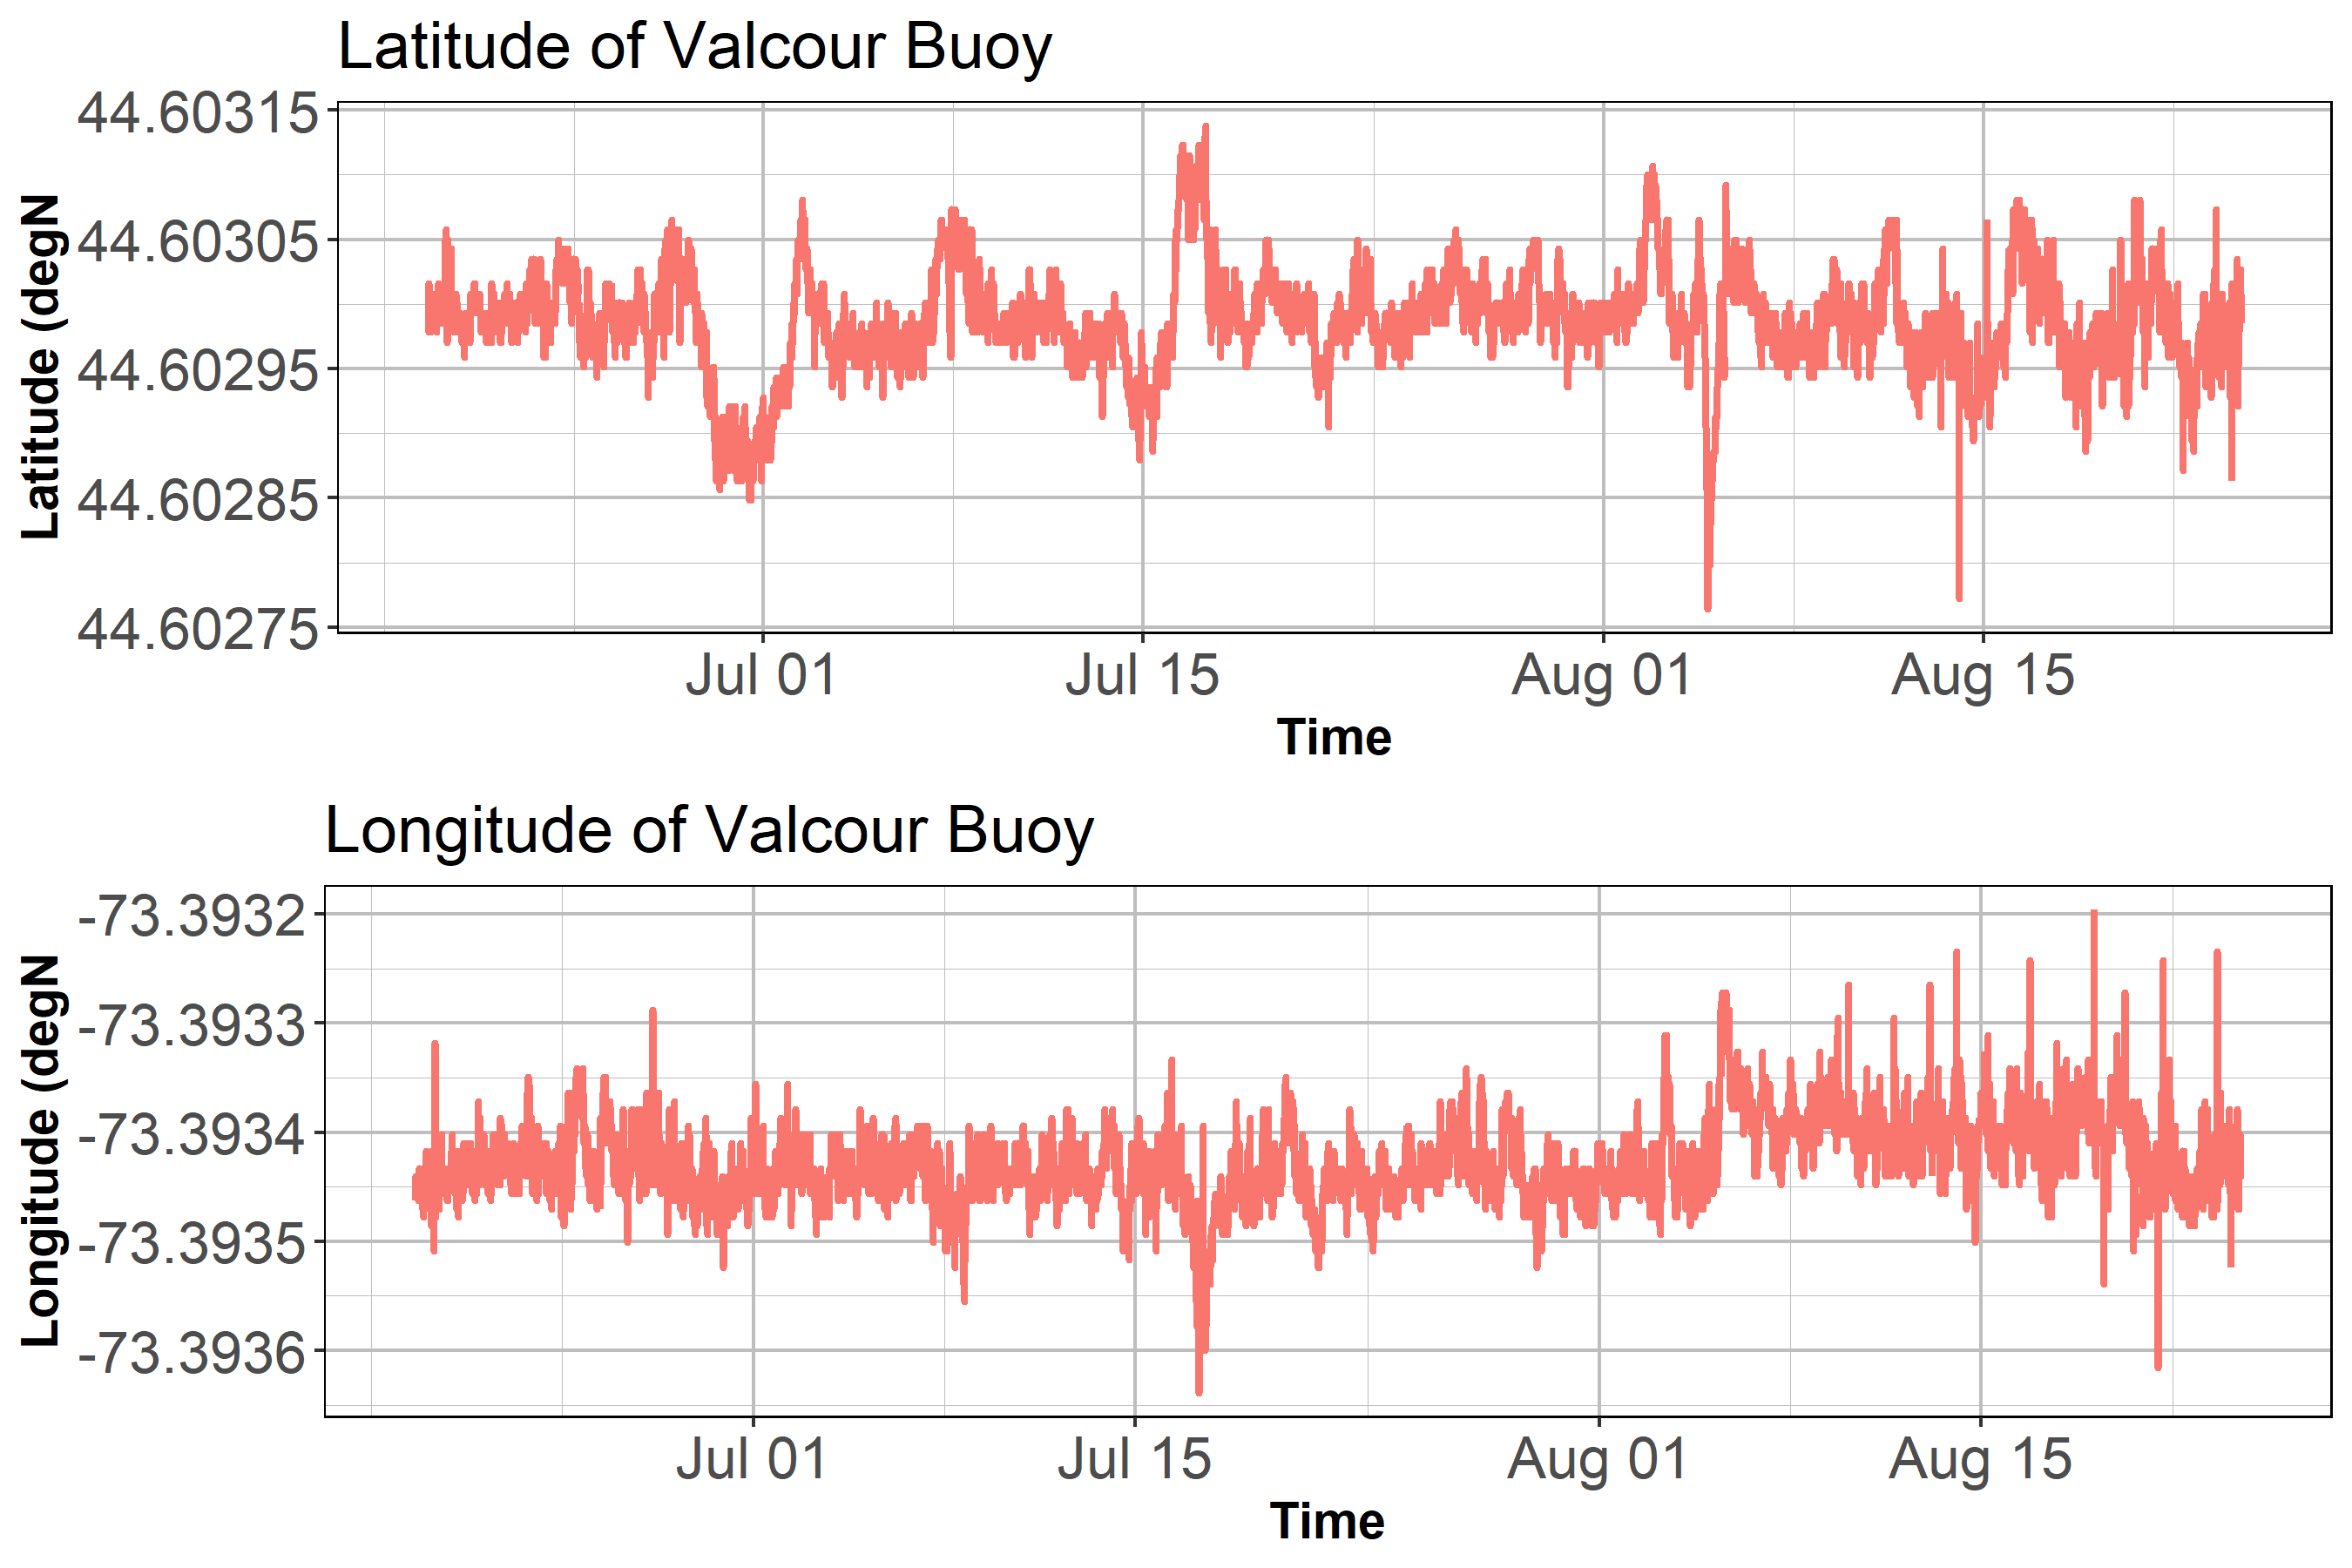 Latitude of Valcour Buoy
44.60315
44.60305
44.60295
44.60285
44.60275
Latitude (degN
Jul 01 Jul 15 Aug 01 Aug 15
Time
Longitude of Valcour Buoy
-73.3932
-73.3933
-73.3934
-73.3935
-73.3936
Longitude (degN
Jul 01 Jul 15 Aug 01 Aug 15
Time